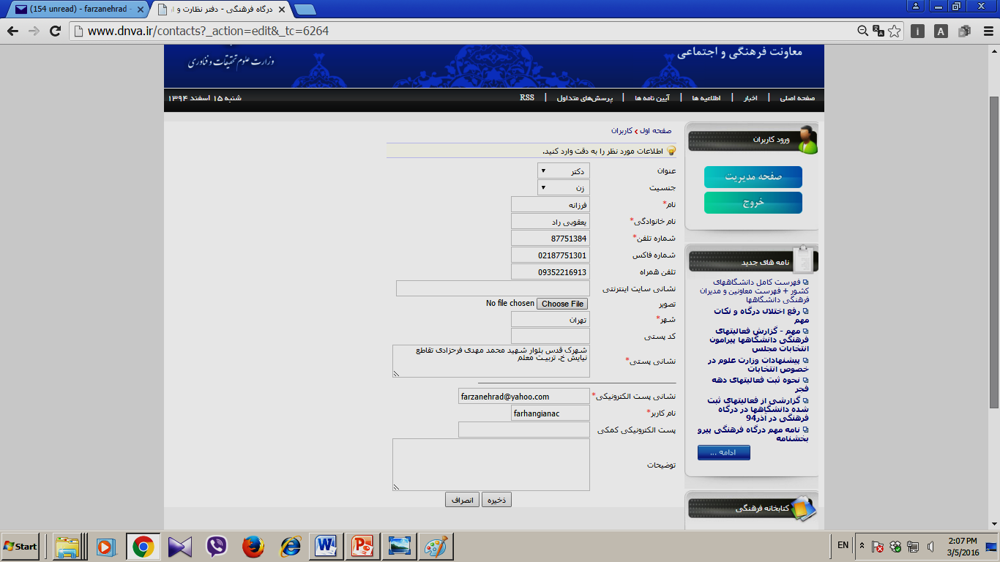 (154 unread) - farzanehrad -
درگاه فرهنگی - دفتر نظارت و ار
www.dnva.ir/contacts?_action=edit&_tc=6264
معاونت فرهنگی و اجتماعی
وزارت علوم تحقیقات و فناوری
صفحه اصلی | اخبار | اطلاعیه ها | آیین نامه ها | پرسش‌های متداول | RSS
شنبه ۱۵ اسفند ۱۳۹۴
ورود کاربران
صفحه مدیریت
خروج
نامه های جدید
فهرست کامل دانشگاههای
کشور + فهرست معاونین و مدیران
فرهنگی دانشگاهها
رفع اختلال درگاه و نکات
مهم
مهم - گزارش فعالیتهای
فرهنگی دانشگاهها پیرامون
انتخابات مجلس
پیشنهادات وزارت علوم در
خصوص انتخابات
نحوه ثبت فعالیتهای دهه
فجر
گزارشی از فعالیتهای ثبت
شده دانشگاهها در درگاه
فرهنگی در آذر94
نامه مهم درگاه فرهنگی پیرو
بخشنامه
ادامه ...
کتابخانه فرهنگی
صفحه اول › کاربران
اطلاعات مورد نظر را به دقت وارد کنید.
عنوان دکتر
جنسیت زن
نام* فرزانه
نام خانوادگی* یعقوبی راد
شماره تلفن* 87751384
شماره فاکس 02187751301
تلفن همراه 09352216913
نشانی سایت اینترنتی
تصویر Choose File No file chosen
شهر* تهران
کد پستی
نشانی پستی*
شهرک قدس بلوار شهید محمد مهدی فرحزادی تقاطع
نیایش خ. تربیت معلم
نشانی پست الکترونیکی* farzanehrad@yahoo.com
نام کاربر* farhangianac
پست الکترونیکی کمکی
توضیحات
ذخیره انصراف
Start
EN
2:07 PM
3/5/2016